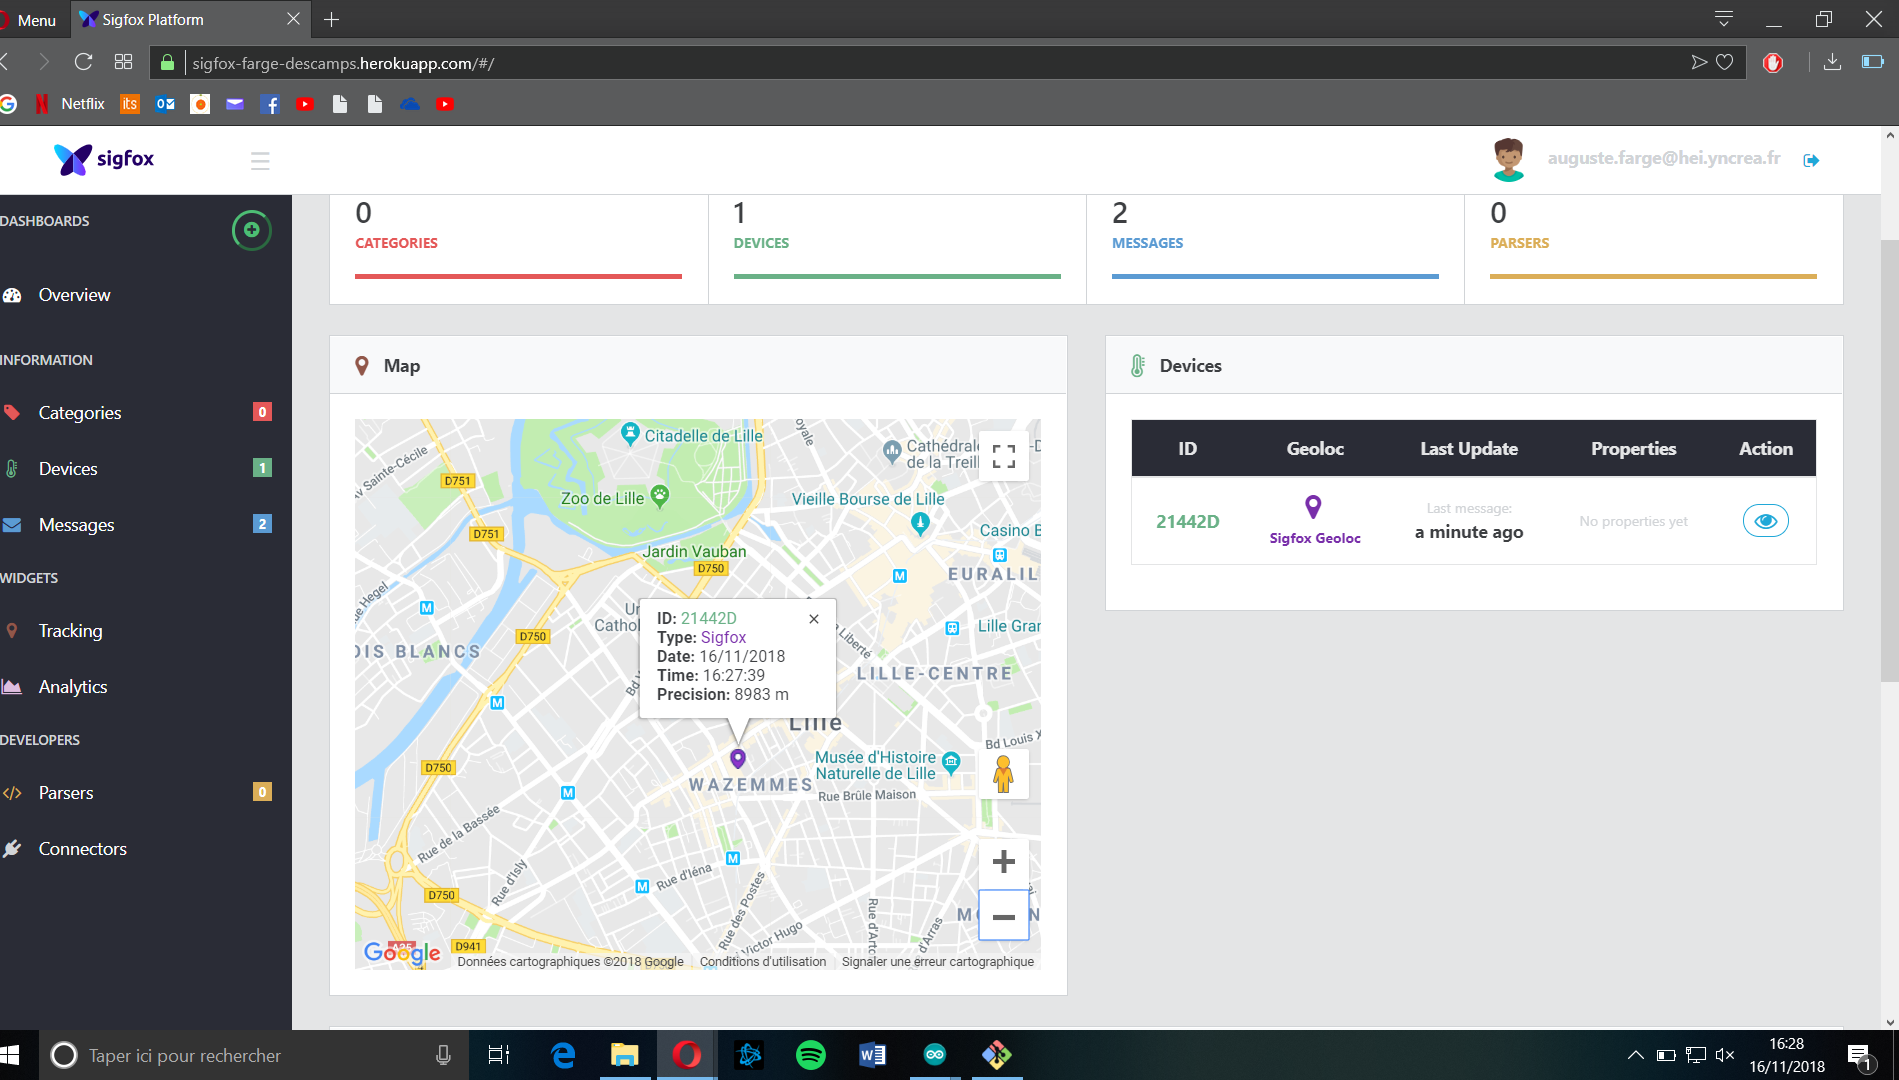 Menu
Sigfox Platform
sigfox-farge-descamps.herokuapp.com/#/
Netflix
its
sigfox
auguste.farge@hei.yncrea.fr
DASHBOARDS
Overview
INFORMATION
Categories 0
Devices 1
Messages 2
WIDGETS
Tracking
Analytics
DEVELOPERS
Parsers 0
Connectors
0
CATEGORIES
1
DEVICES
2
MESSAGES
0
PARSERS
Map
Citadelle de Lille
Cathédrale
de la Treill
Sainte-Cécile
D751
Zoo de Lille
Vieille Bourse de Lille
Casino B
D751
Jardin Vauban
D750
EURALIL
M
M
Lille Gran
D750
OIS BLANCS
LILLE-CENTRE
M
ID: 21442D
Type: Sigfox
Date: 16/11/2018
Time: 16:27:39
Precision: 8983 m
Lille
Bd Louis X
Musée d'Histoire
Naturelle de Lille
D750
WAZEMMES
Rue Brûle Maison
M
Rue de la Bassée
M
M
Rue d'Iéna
Rue d'Isly
D750
Rue des Postes
Victor Hugo
Rue d'Arto
d'Arras
D941
Google
Données cartographiques ©2018 Google
Conditions d'utilisation
Signaler une erreur cartographique
Devices
ID Geoloc Last Update Properties Action
21442D
Sigfox Geoloc
Last message:
a minute ago
No properties yet
Taper ici pour rechercher
16:28
16/11/2018
1